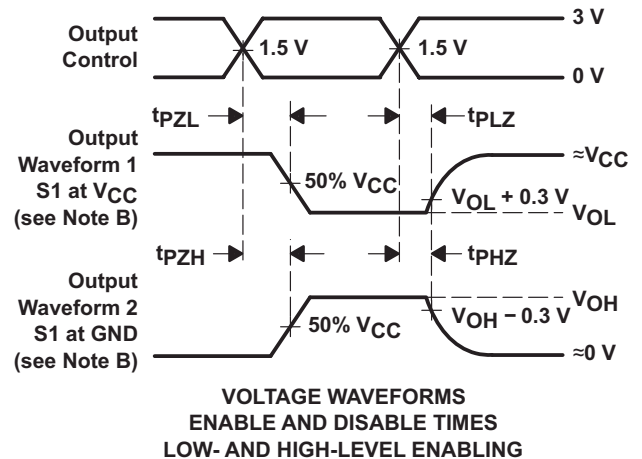 Output
Control
1.5 V
1.5 V
3 V
0 V
tPZL
tPLZ
Output
Waveform 1
S1 at VCC
(see Note B)
50% VCC
≈VCC
VOL + 0.3 V
VOL
tPZH
tPHZ
Output
Waveform 2
S1 at GND
(see Note B)
50% VCC
VOH
VOH − 0.3 V
≈0 V
VOLTAGE WAVEFORMS
ENABLE AND DISABLE TIMES
LOW- AND HIGH-LEVEL ENABLING